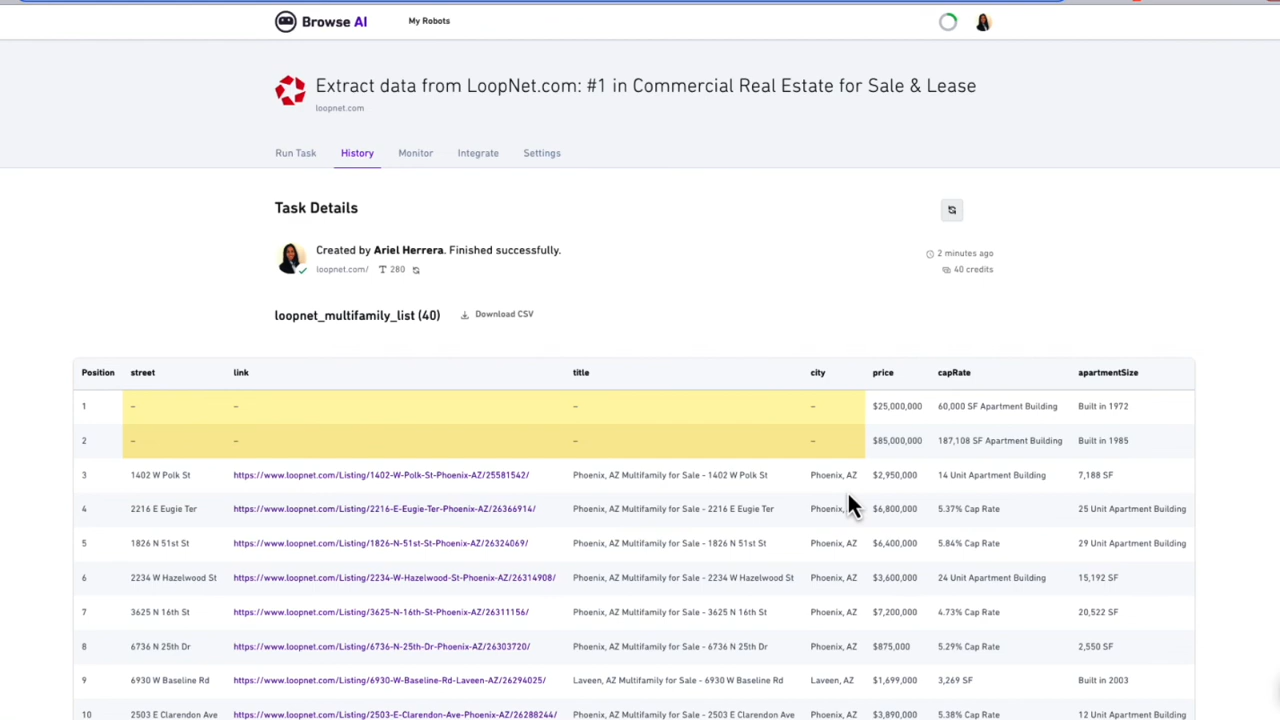 Browse AI My Robots
Extract data from LoopNet.com: #1 in Commercial Real Estate for Sale & Lease
loopnet.com
Run Task History Monitor Integrate Settings
Task Details
Created by Ariel Herrera. Finished successfully. 2 minutes ago
loopnet.com/ 280 40 credits
loopnet_multifamily_list (40) Download CSV
Position street link title city price capRate apartmentSize
1 – – – – $25,000,000 60,000 SF Apartment Building Built in 1972
2 – – – – $85,000,000 187,108 SF Apartment Building Built in 1985
3 1402 W Polk St https://www.loopnet.com/Listing/1402-W-Polk-St-Phoenix-AZ/25581542/ Phoenix, AZ Multifamily for Sale - 1402 W Polk St Phoenix, AZ $2,950,000 14 Unit Apartment Building 7,188 SF
4 2216 E Eugie Ter https://www.loopnet.com/Listing/2216-E-Eugie-Ter-Phoenix-AZ/26366914/ Phoenix, AZ Multifamily for Sale - 2216 E Eugie Ter Phoenix, $6,800,000 5.37% Cap Rate 25 Unit Apartment Building
5 1826 N 51st St https://www.loopnet.com/Listing/1826-N-51st-St-Phoenix-AZ/26324069/ Phoenix, AZ Multifamily for Sale - 1826 N 51st St Phoenix, AZ $6,400,000 5.84% Cap Rate 29 Unit Apartment Building
6 2234 W Hazelwood St https://www.loopnet.com/Listing/2234-W-Hazelwood-St-Phoenix-AZ/26314908/ Phoenix, AZ Multifamily for Sale - 2234 W Hazelwood St Phoenix, AZ $3,600,000 24 Unit Apartment Building 15,192 SF
7 3625 N 16th St https://www.loopnet.com/Listing/3625-N-16th-St-Phoenix-AZ/26311156/ Phoenix, AZ Multifamily for Sale - 3625 N 16th St Phoenix, AZ $7,200,000 4.73% Cap Rate 20,522 SF
8 6736 N 25th Dr https://www.loopnet.com/Listing/6736-N-25th-Dr-Phoenix-AZ/26303720/ Phoenix, AZ Multifamily for Sale - 6736 N 25th Dr Phoenix, AZ $875,000 5.29% Cap Rate 2,550 SF
9 6930 W Baseline Rd https://www.loopnet.com/Listing/6930-W-Baseline-Rd-Laveen-AZ/26294025/ Laveen, AZ Multifamily for Sale - 6930 W Baseline Rd Laveen, AZ $1,699,000 3,269 SF Built in 2003
10 2503 E Clarendon Ave https://www.loopnet.com/Listing/2503-E-Clarendon-Ave-Phoenix-AZ/26288244/ Phoenix, AZ Multifamily for Sale - 2503 E Clarendon Ave Phoenix, AZ $3,890,000 5.38% Cap Rate 12 Unit Apartment Building